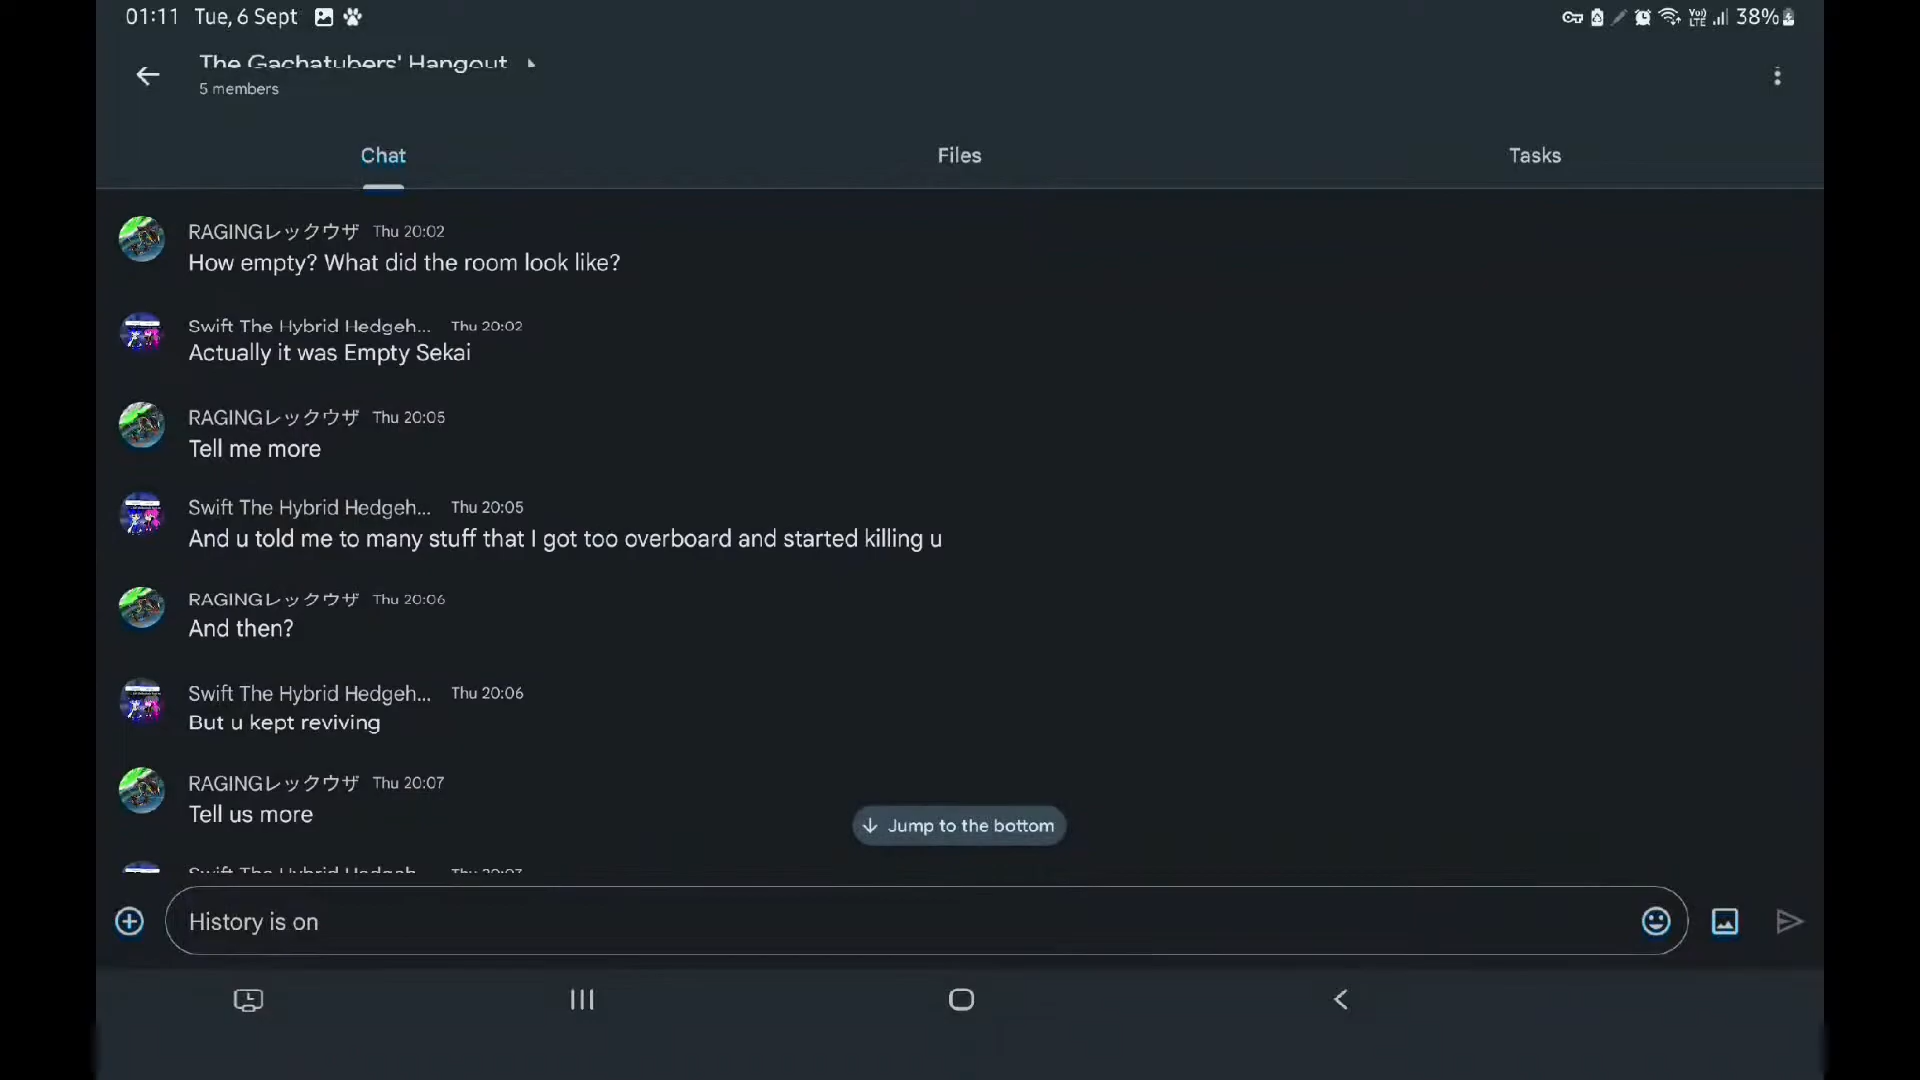 01:11 Tue, 6 Sept 38%
The Gachatubers' Hangout
5 members
Chat Files Tasks
RAGINGレックウザ Thu 20:02
How empty? What did the room look like?
Swift The Hybrid Hedgeh... Thu 20:02
Actually it was Empty Sekai
RAGINGレックウザ Thu 20:05
Tell me more
Swift The Hybrid Hedgeh... Thu 20:05
And u told me to many stuff that I got too overboard and started killing u
RAGINGレックウザ Thu 20:06
And then?
Swift The Hybrid Hedgeh... Thu 20:06
But u kept reviving
RAGINGレックウザ Thu 20:07
Tell us more
Jump to the bottom
Swift The Hybrid Hedgeh... Thu 20:07
History is on